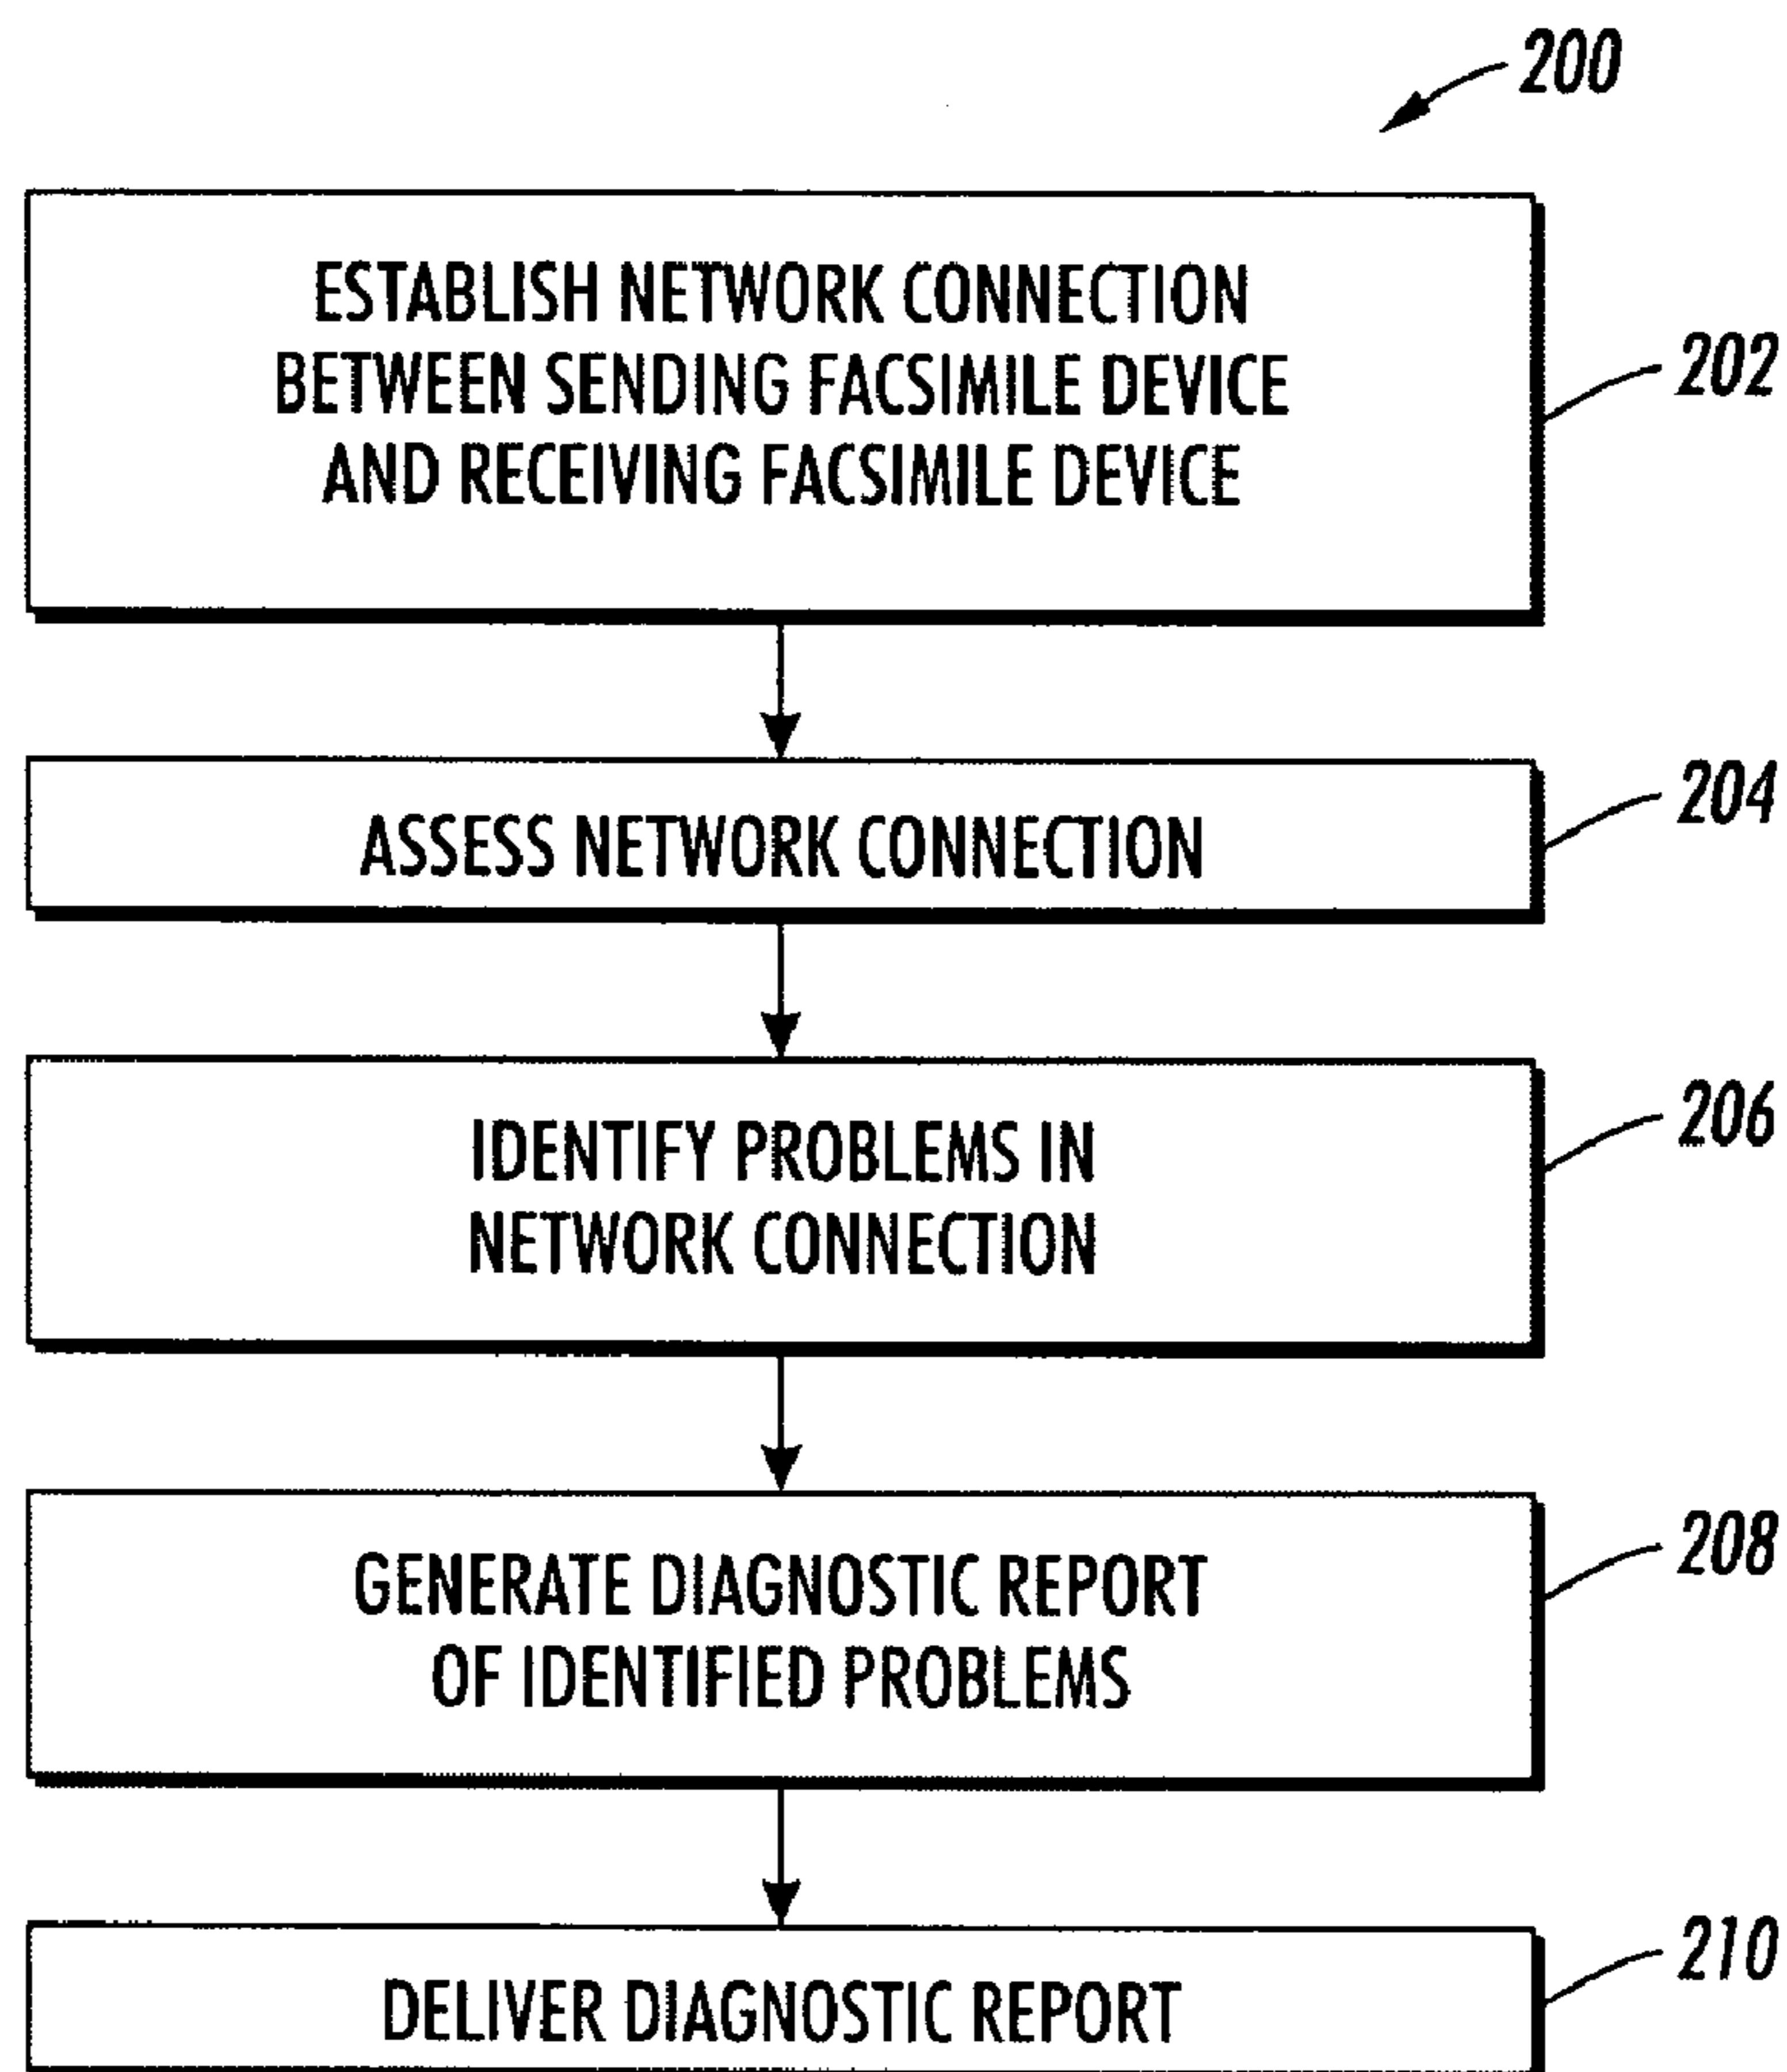 200
ESTABLISH NETWORK CONNECTION
BETWEEN SENDING FACSIMILE DEVICE
AND RECEIVING FACSIMILE DEVICE
202
ASSESS NETWORK CONNECTION
204
IDENTIFY PROBLEMS IN
NETWORK CONNECTION
206
GENERATE DIAGNOSTIC REPORT
OF IDENTIFIED PROBLEMS
208
DELIVER DIAGNOSTIC REPORT
210